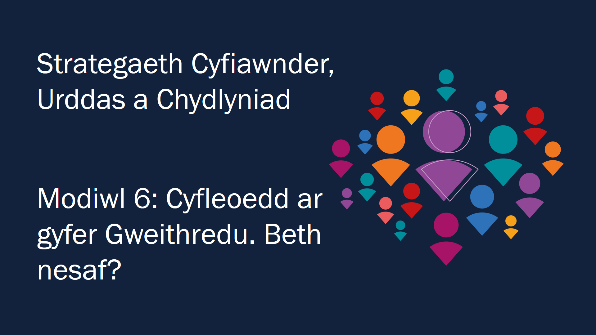 Strategaeth Cyfiawnder,
Urddas a Chydlyniad
Modiwl 6: Cyfleoedd ar
gyfer Gweithredu. Beth
nesaf?